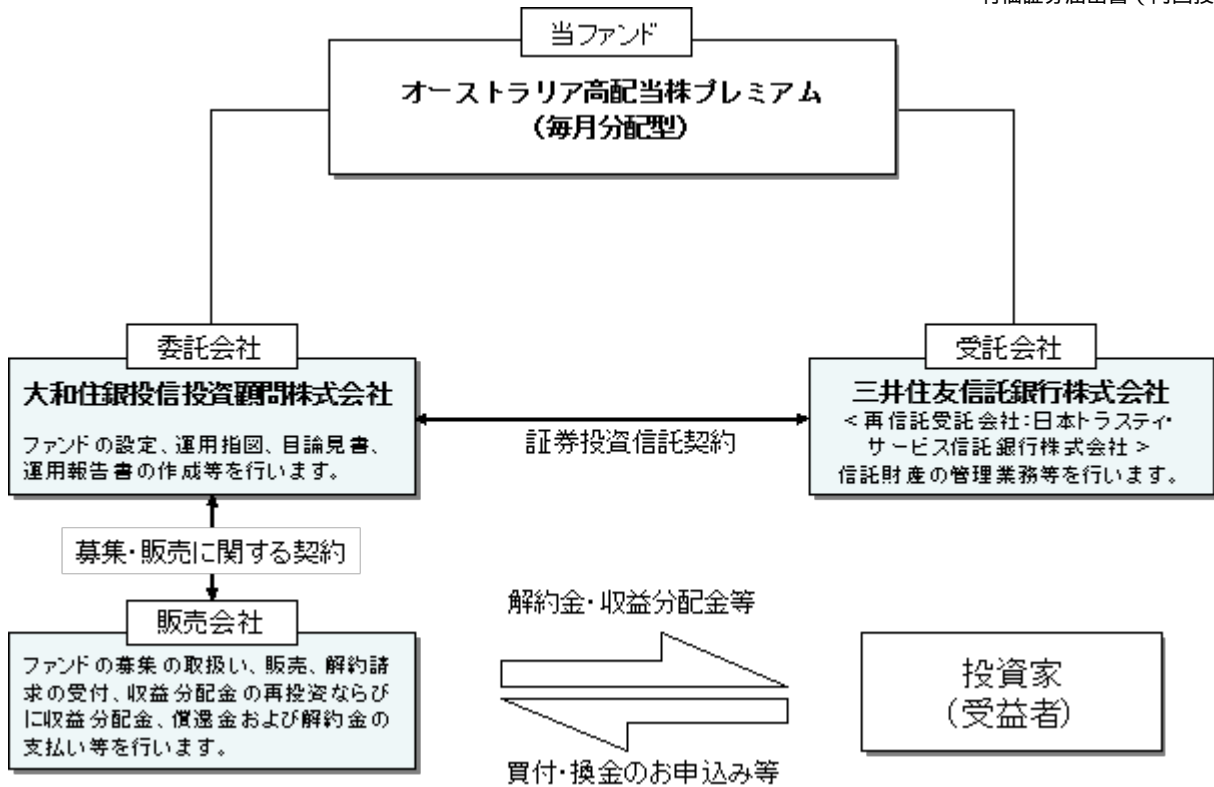 当ファンド
オーストラリア高配当株プレミアム
(毎月分配型)
委託会社
大和住銀投信投資顧問株式会社
ファンドの設定、運用指図、目論見書、
運用報告書の作成等を行います。
証券投資信託契約
受託会社
三井住友信託銀行株式会社
<再信託受託会社:日本トラスティ・
サービス信託銀行株式会社>
信託財産の管理業務等を行います。
募集・販売に関する契約
販売会社
ファンドの募集の取扱い、販売、解約請
求の受付、収益分配金の再投資ならび
に収益分配金、償還金および解約金の
支払い等を行います。
解約金・収益分配金等
買付・換金のお申込み等
投資家
(受益者)